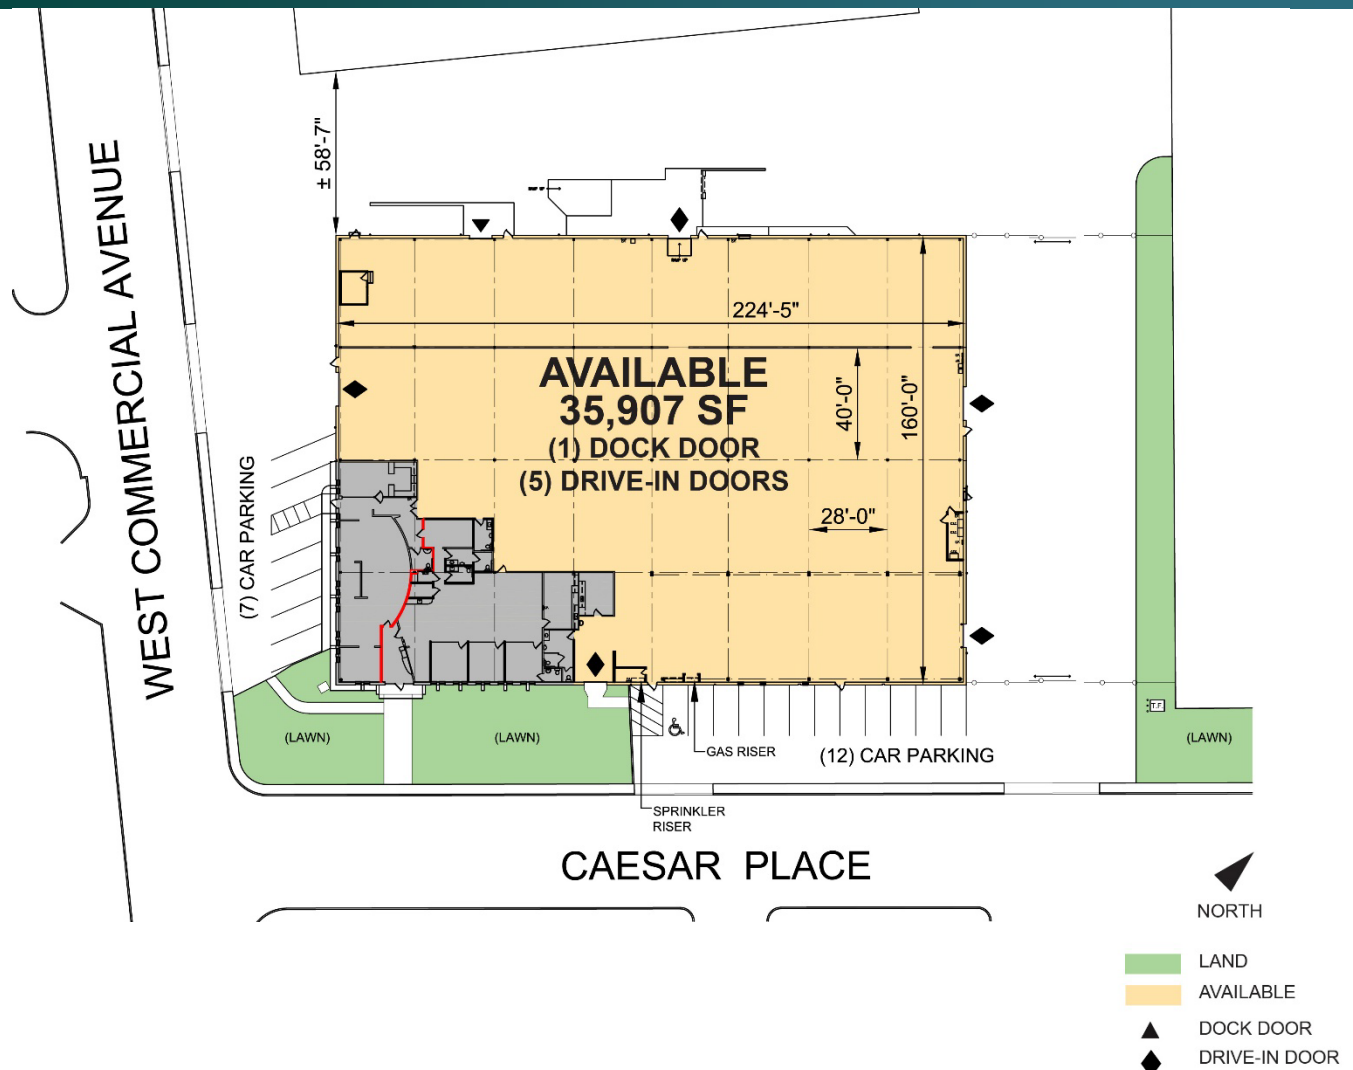 ± 58'-7"
WEST COMMERCIAL AVENUE
224'-5"
AVAILABLE
35,907 SF
(1) DOCK DOOR
(5) DRIVE-IN DOORS
40'-0"
160'-0"
28'-0"
(7) CAR PARKING
(LAWN)
(LAWN)
GAS RISER
(12) CAR PARKING
T.F.
(LAWN)
SPRINKLER
RISER
CAESAR PLACE
NORTH
LAND
AVAILABLE
DOCK DOOR
DRIVE-IN DOOR